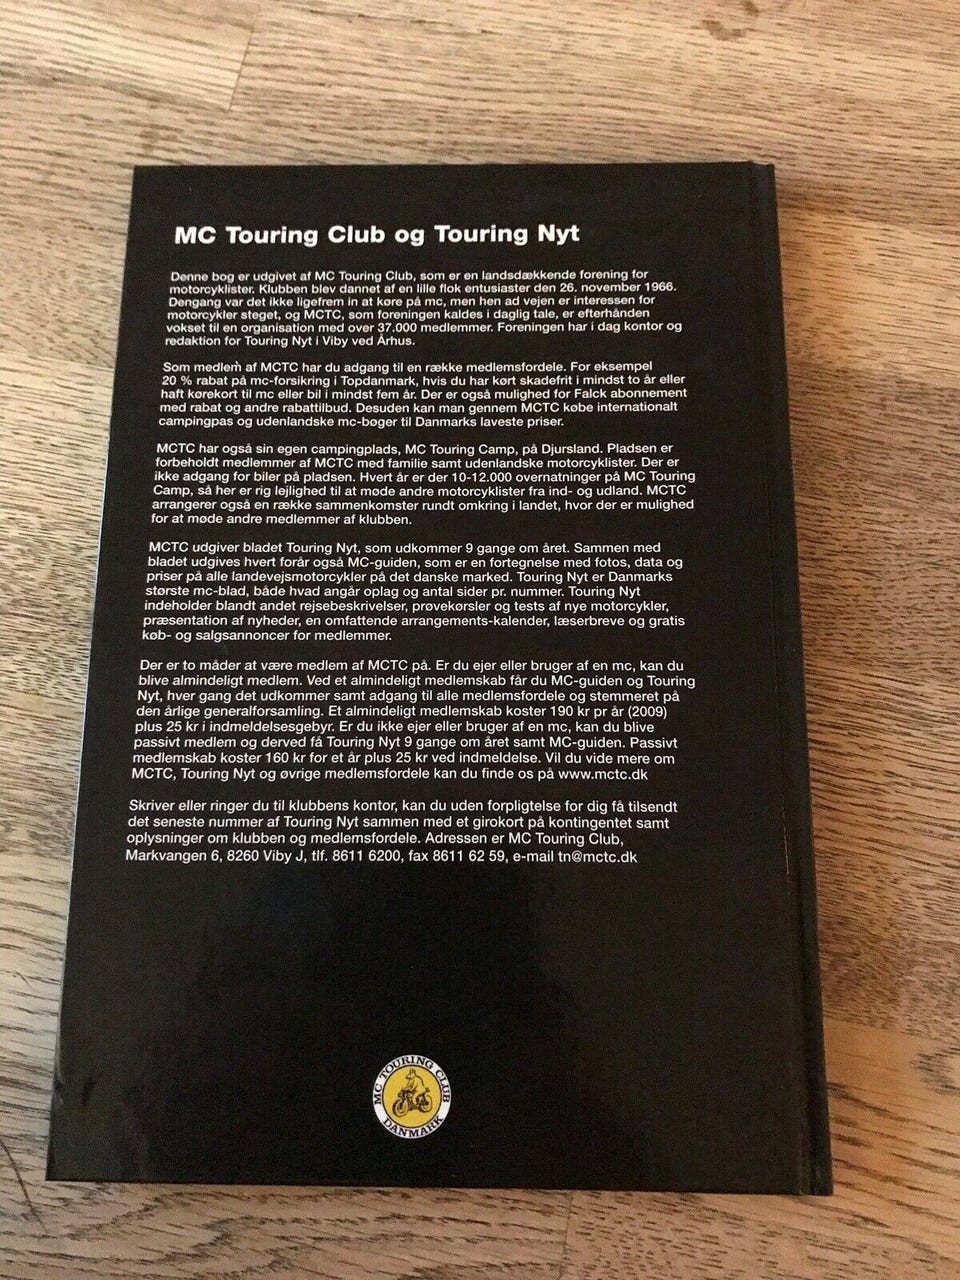 MC Touring Club og Touring Nyt
Denne bog er udgivet af MC Touring Club, som er en landsdækkende forening for
motorcyklister. Klubben blev dannet af en lille flok entusiaster den 26. november 1966.
Dengang var det ikke ligefrem in at køre på mc, men hen ad vejen er interessen for
motorcykler steget, og MCTC, som foreningen kaldes i daglig tale, er efterhånden
vokset til en organisation med over 37.000 medlemmer. Foreningen har i dag kontor og
redaktion for Touring Nyt i Viby ved Århus.
Som medlem af MCTC har du adgang til en række medlemsfordele. For eksempel
20 % rabat på mc-forsikring i Topdanmark, hvis du har kørt skadefrit i mindst to år eller
haft kørekort til mc eller bil i mindst fem år. Der er også mulighed for Falck abonnement
med rabat og andre rabattilbud. Desuden kan man gennem MCTC købe internationalt
campingpas og udenlandske mc-bøger til Danmarks laveste priser.
MCTC har også sin egen campingplads, MC Touring Camp, på Djursland. Pladsen er
forbeholdt medlemmer af MCTC med familie samt udenlandske motorcyklister. Der er
ikke adgang for biler på pladsen. Hvert år er der 10-12.000 overnatninger på MC Touring
Camp, så her er rig lejlighed til at møde andre motorcyklister fra ind- og udland. MCTC
arrangerer også en række sammenkomster rundt omkring i landet, hvor der er mulighed
for at møde andre medlemmer af klubben.
MCTC udgiver bladet Touring Nyt, som udkommer 9 gange om året. Sammen med
bladet udgives hvert forår også MC-guiden, som er en fortegnelse med fotos, data og
priser på alle landevejsmotorcykler på det danske marked. Touring Nyt er Danmarks
største mc-blad, både hvad angår oplag og antal sider pr. nummer. Touring Nyt
indeholder blandt andet rejsebeskrivelser, prøvekørsler og tests af nye motorcykler,
præsentation af nyheder, en omfattende arrangements-kalender, læserbreve og gratis
køb- og salgsannoncer for medlemmer.
Der er to måder at være medlem af MCTC på. Er du ejer eller bruger af en mc, kan du
blive almindeligt medlem. Ved et almindeligt medlemskab får du MC-guiden og Touring
Nyt, hver gang det udkommer samt adgang til alle medlemsfordele og stemmeret på
den årlige generalforsamling. Et almindeligt medlemskab koster 190 kr pr år (2009)
plus 25 kr i indmeldelsesgebyr. Er du ikke ejer eller bruger af en mc, kan du blive
passivt medlem og derved få Touring Nyt 9 gange om året samt MC-guiden. Passivt
medlemskab koster 160 kr for et år plus 25 kr ved indmeldelse. Vil du vide mere om
MCTC, Touring Nyt og øvrige medlemsfordele kan du finde os på www.mctc.dk
Skriver eller ringer du til klubbens kontor, kan du uden forpligtelse for dig få tilsendt
det seneste nummer af Touring Nyt sammen med et girokort på kontingentet samt
oplysninger om klubben og medlemsfordele. Adressen er MC Touring Club,
Markvangen 6, 8260 Viby J, tlf. 8611 6200, fax 8611 62 59, e-mail tn@mctc.dk
MC TOURING CLUB
DANMARK